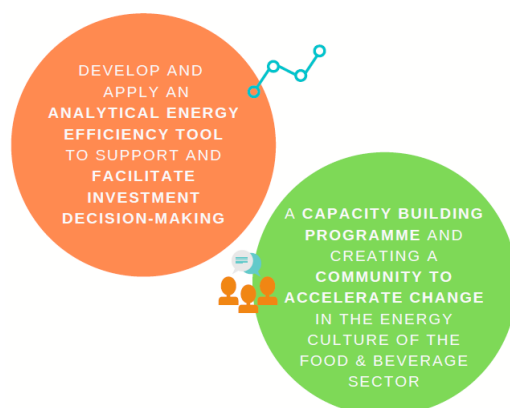 DEVELOP AND
APPLY AN
ANALYTICAL ENERGY
EFFICIENCY TOOL
TO SUPPORT AND
FACILITATE
INVESTMENT
DECISION-MAKING
A CAPACITY BUILDING
PROGRAMME AND
CREATING A
COMMUNITY TO
ACCELERATE CHANGE
IN THE ENERGY
CULTURE OF THE
FOOD & BEVERAGE
SECTOR